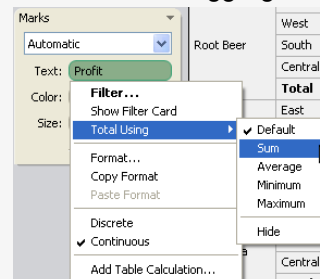 Marks
Automatic
Text: Profit
Color:
Size:
Filter...
Show Filter Card
Total Using
Format...
Copy Format
Paste Format
Discrete
✓ Continuous
Add Table Calculation...
✓ Default
Sum
Average
Minimum
Maximum
Hide
Root Beer
West
South
Central
Total
East
Central